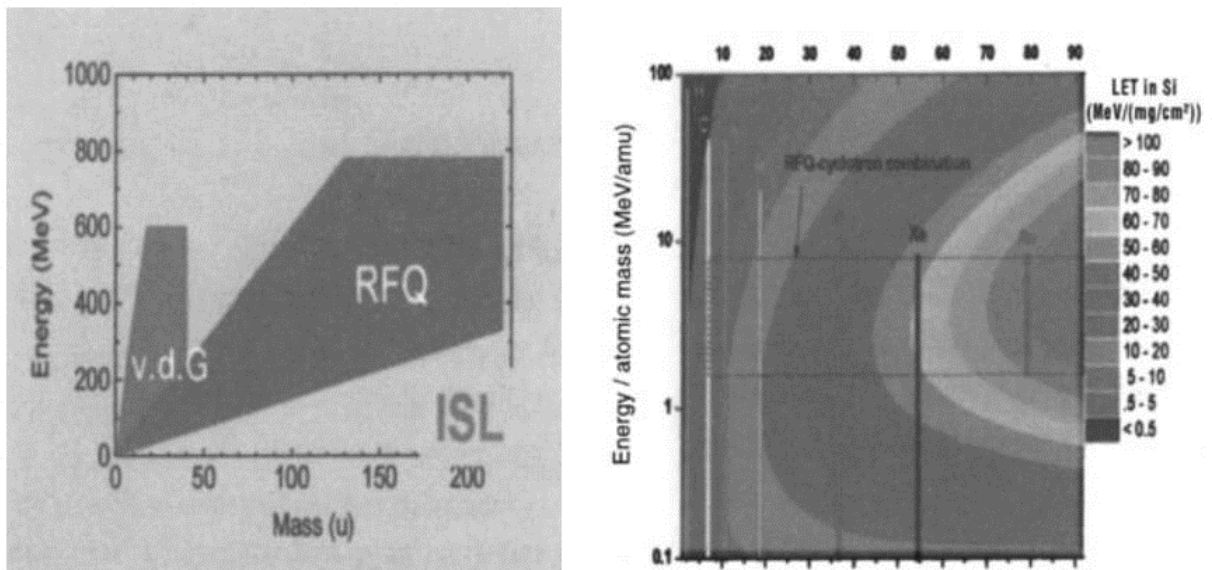 1000
800
600
400
200
0
Energy (MeV)
v.d.G
RFQ
ISL
0 50 100 150 200
Mass (u)
10 20 30 40 50 60 70 80 90
100
10
1
0.1
Energy / atomic mass (MeV/amu)
RFQ-cyclotron combination
Xe
LET in Si
(MeV/(mg/cm²))
> 100
80 - 90
70 - 80
60 - 70
50 - 60
40 - 50
30 - 40
20 - 30
10 - 20
5 - 10
.5 - 5
< 0.5